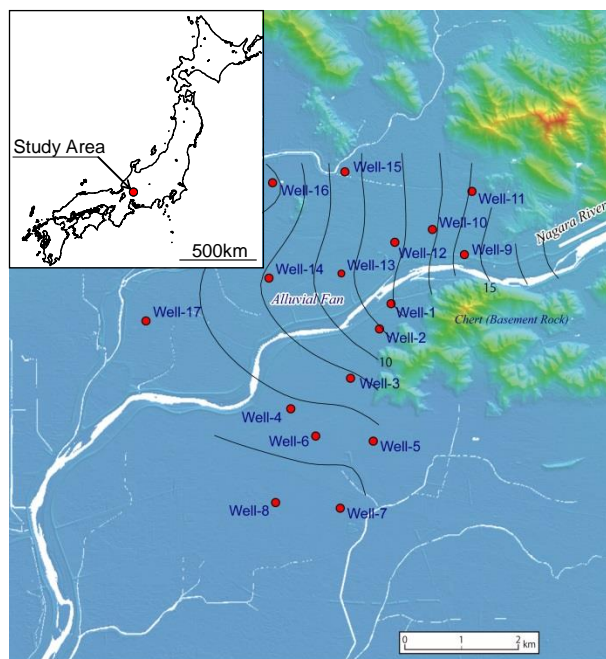 Study Area
500km
Well-15
Well-16
Well-11
Well-10
Nagara River
Well-12
Well-9
Well-14
Well-13
15
Alluvial Fan
Well-1
Well-17
Chert (Basement Rock)
Well-2
10
Well-3
Well-4
Well-6
Well-5
Well-8
Well-7
0 1 2
km